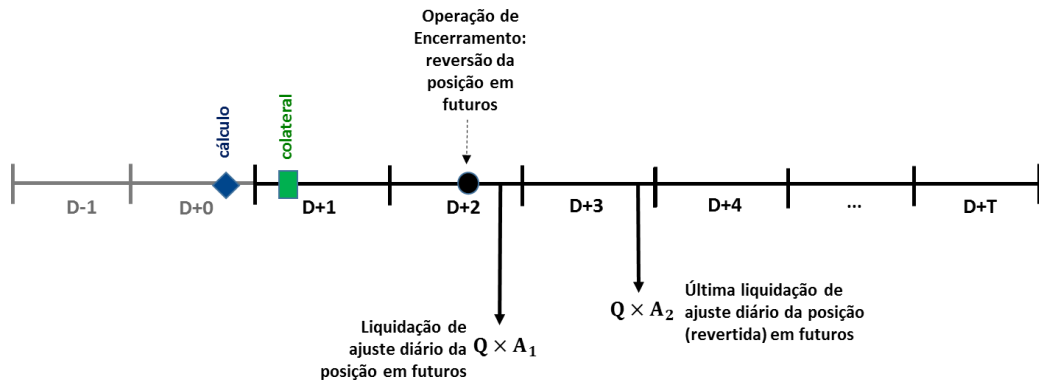 Operação de
Encerramento:
reversão da
posição em
futuros
cálculo
colateral
D-1
D+0
D+1
D+2
D+3
D+4
...
D+T
Liquidação de
ajuste diário da
posição em futuros
Q × A₁
Q × A₂
Última liquidação de
ajuste diário da posição
(revertida) em futuros